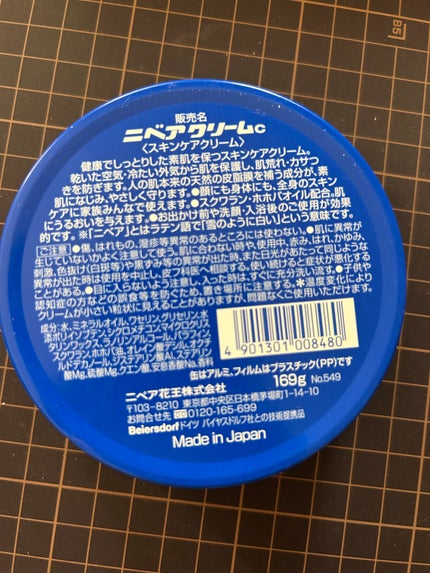 B5
販売名
ニベアクリームc
〈スキンケアクリーム〉
健康でしっとりした素肌を保つスキンケアクリーム。
乾いた空気・冷たい外気から肌を保護し、肌荒れ・カサつ
きを防ぎます。人の肌本来の天然の皮脂膜を補う成分が、素
肌になじみ、やさしく守ります。●顔にも身体にも、全身のスキン
ケアに家族みんなで使えます。●スクワラン・ホホバオイル配合。肌
にうるおいを与えます。●お出かけ前や洗顔・入浴後のご使用が効果
的です。※「ニベア」とはラテン語で「雪のように白い」という意味です。
ご注意 ●傷、はれもの、湿疹等異常のあるところには使わない。●肌に異常が
生じていないかよく注意して使う。肌に合わない時や、使用中、赤み、はれ、かゆみ、
刺激、色抜け(白斑等)や黒ずみ等の異常が出た時、また日光があたって同じような
異常が出た時は使用を中止し、皮フ科医へ相談する。使い続けると症状が悪化する
ことがある。●目に入らないよう注意し、入った時は、すぐに充分洗い流す。●子供や
認知症の方などの誤食等を防ぐため、置き場所に注意する。＊温度変化により
クリームが小さい粒状に見えることがありますが、問題なくご使用いただけます。
成分:水、ミネラルオイル、ワセリン、グリセリン、水
添ポリイソブテン、シクロメチコン、マイクロクリス
タリンワックス、ラノリンアルコール、パラフィン、
スクワラン、ホホバ油、オレイン酸デシル、オクチ
ルドデカノール、ジステアリン酸Al、ステアリン
酸Mg、硫酸Mg、クエン酸、安息香酸Na、香料
4 901301 008480
缶はアルミ、フィルムはプラスチック(PP)です
169g No.549
ニベア花王株式会社
〒103-8210 東京都中央区日本橋茅場町1-14-10
お問合せ先 0120-165-699
Beiersdorf ドイツ バイヤスドルフ社との技術提携品
Made in Japan